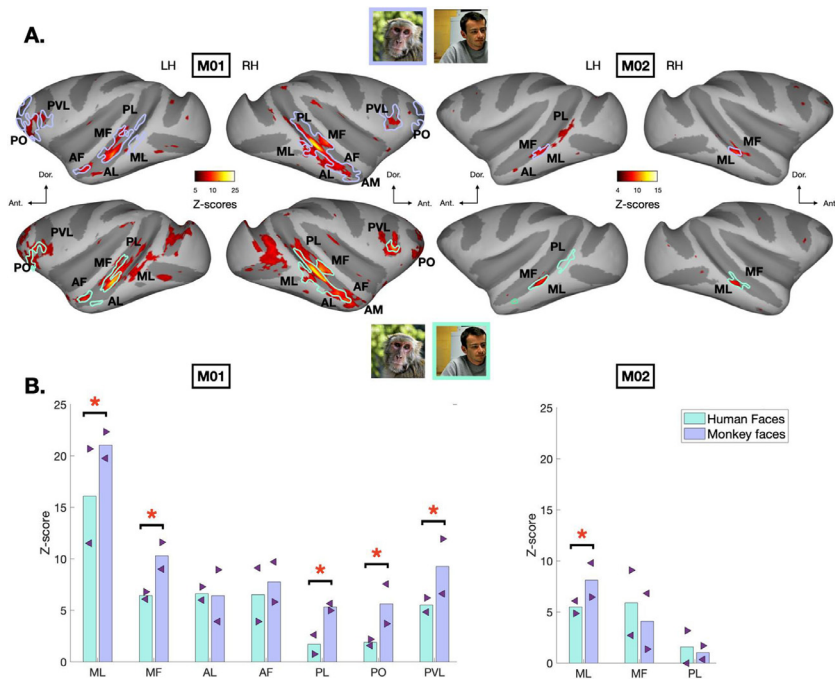 A.
LH M01 RH
LH M02 RH
PVL PL MF PO AF ML AL
PL PVL MF ML AF PO AL AM
PL MF ML AL
MF ML
Dor.
Ant.
5 25
Z-scores
Dor.
Ant.
Dor.
Ant.
4 15
Z-scores
Dor.
Ant.
PVL PL MF PO ML AF AL
PL PVL MF ML AF PO AL AM
PL MF ML
MF ML
B.
M01
M02
25
20
15
10
5
0
Z-score
* * * * *
ML MF AL AF PL PO PVL
25
20
15
10
5
0
Z-score
*
ML MF PL
Human Faces
Monkey faces